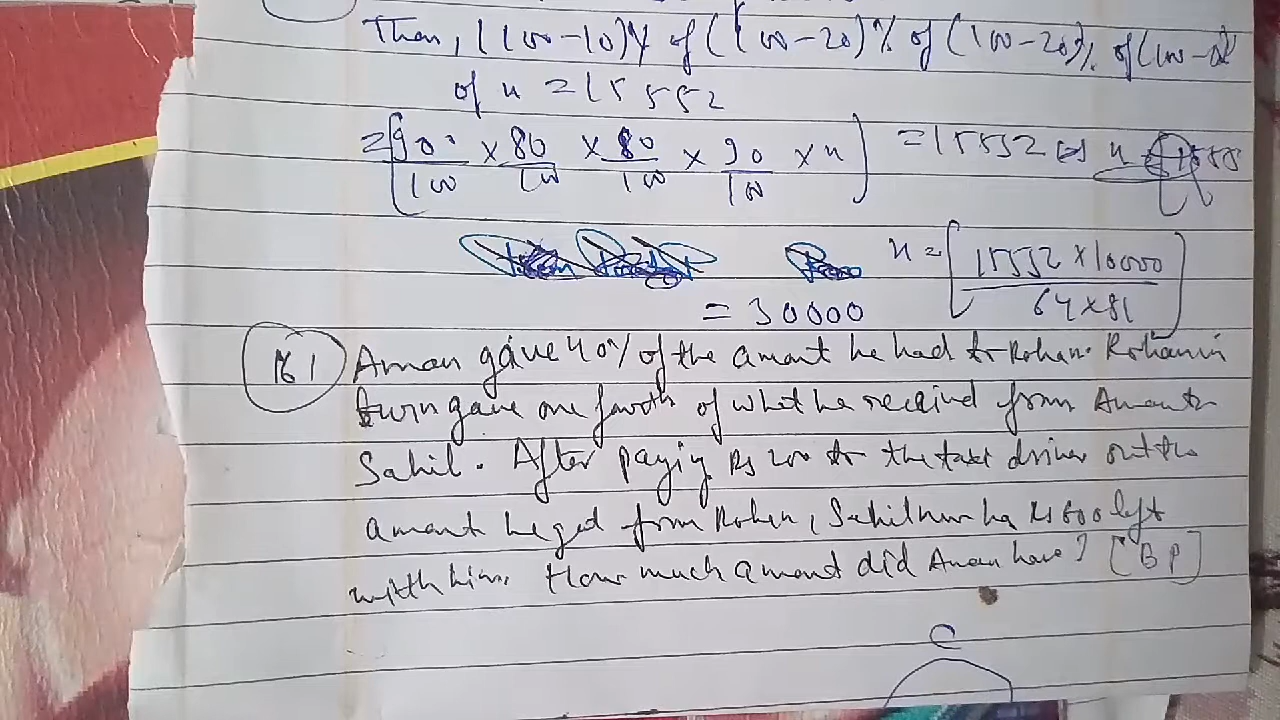 Then, (100-10)% of (100-20)% of (100-20)% of (100-
of x = 15552
= [90/100 × 80/100 × 80/100 × 90/100 × x] = 15552 ⇒ x
x = [15552 × 10000 / 64 × 81]
= 30000
161 Aman gave 40% of the amant he had to Rohan. Rohan in
turn gave one fourth of what he received from Aman to
Sahil. After paying Rs 200 to the taxi driver out the
amant he got from Rohan, Sahil now has Rs 600 left
with him. How much amant did Aman have? [BP]